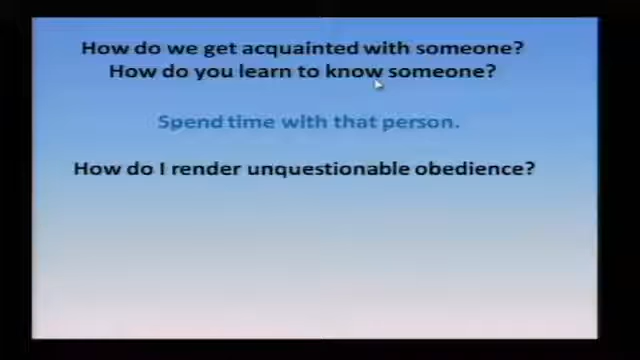 How do we get acquainted with someone?
How do you learn to know someone?
Spend time with that person.
How do I render unquestionable obedience?